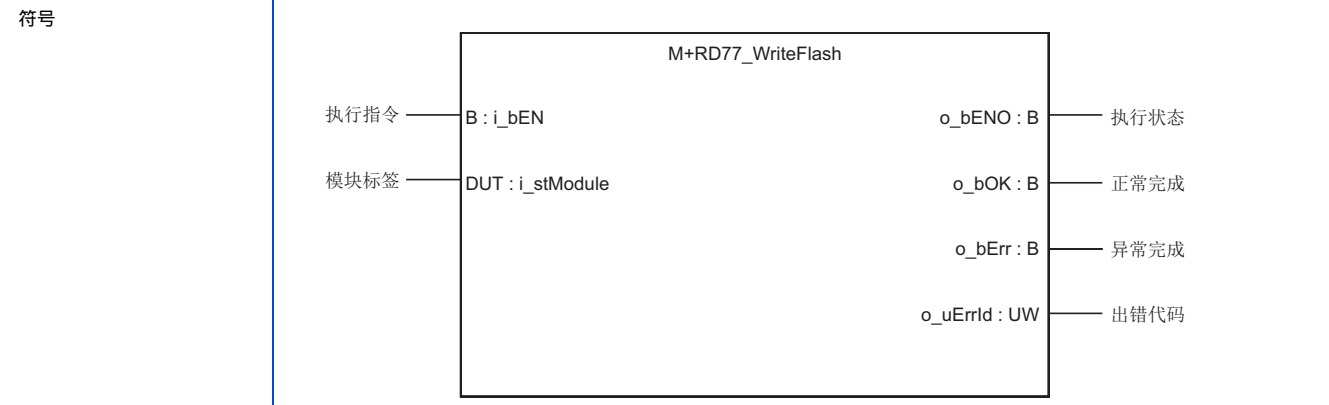 符号
M+RD77_WriteFlash
执行指令 B : i_bEN o_bENO : B 执行状态
模块标签 DUT : i_stModule o_bOK : B 正常完成
o_bErr : B 异常完成
o_uErrId : UW 出错代码